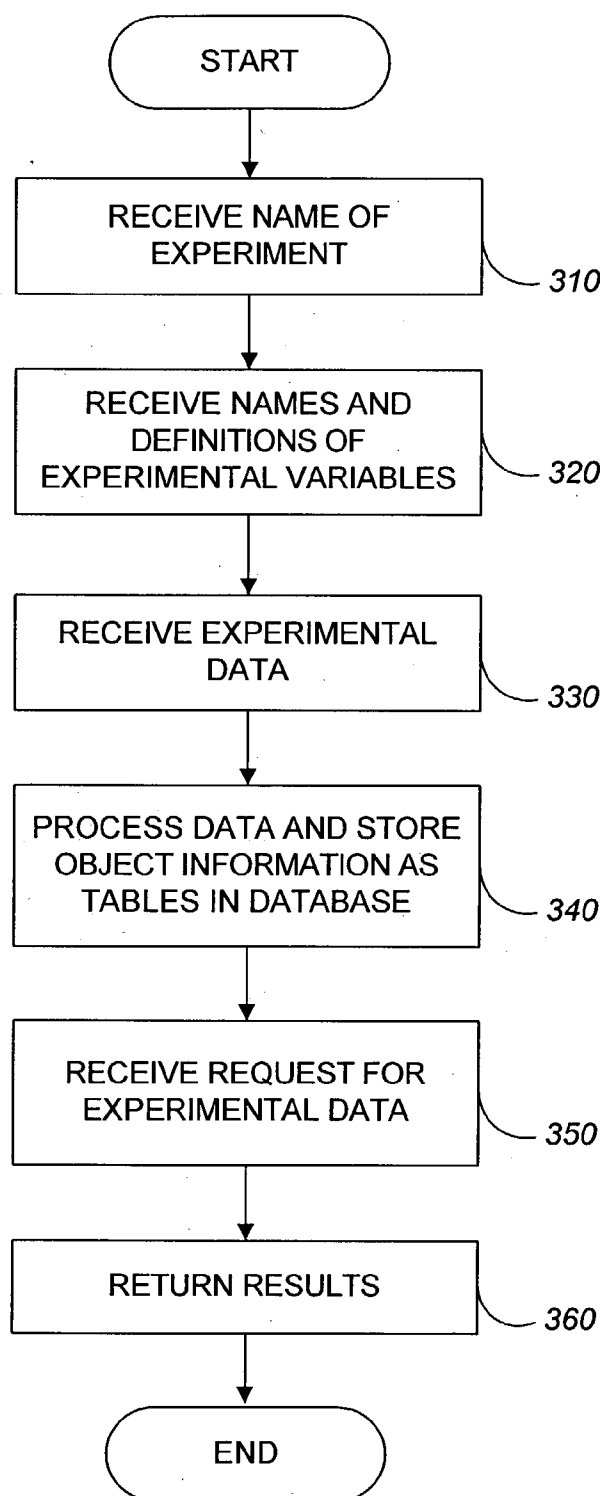 START
RECEIVE NAME OF
EXPERIMENT
310
RECEIVE NAMES AND
DEFINITIONS OF
EXPERIMENTAL VARIABLES
320
RECEIVE EXPERIMENTAL
DATA
330
PROCESS DATA AND STORE
OBJECT INFORMATION AS
TABLES IN DATABASE
340
RECEIVE REQUEST FOR
EXPERIMENTAL DATA
350
RETURN RESULTS
360
END